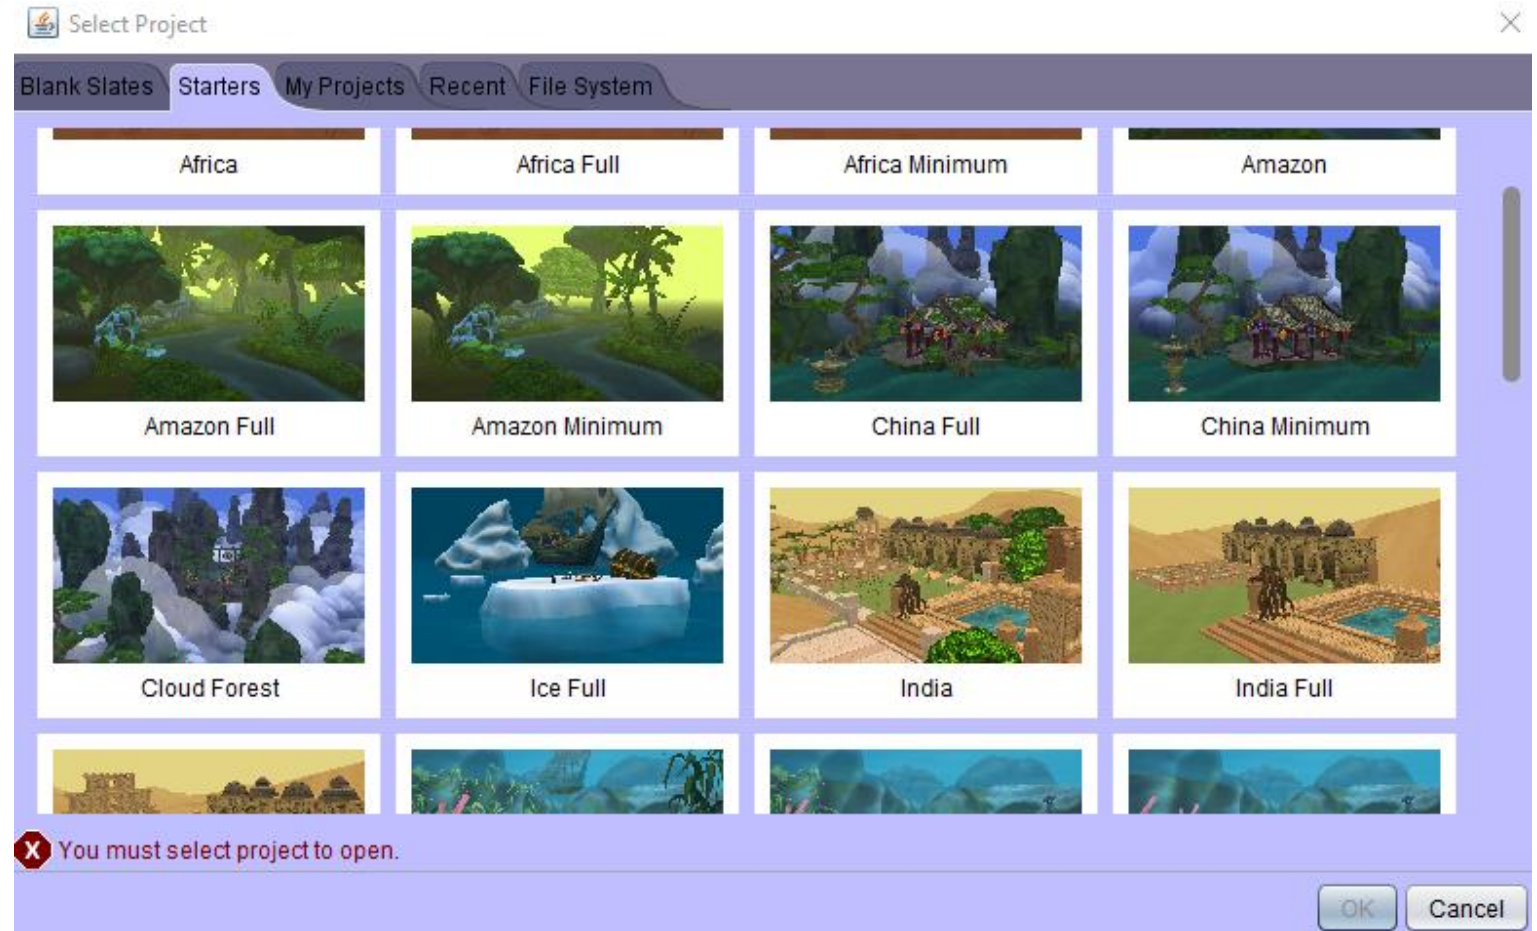 Select Project
Blank Slates Starters My Projects Recent File System
Africa Africa Full Africa Minimum Amazon
Amazon Full Amazon Minimum China Full China Minimum
Cloud Forest Ice Full India India Full
X You must select project to open.
OK Cancel